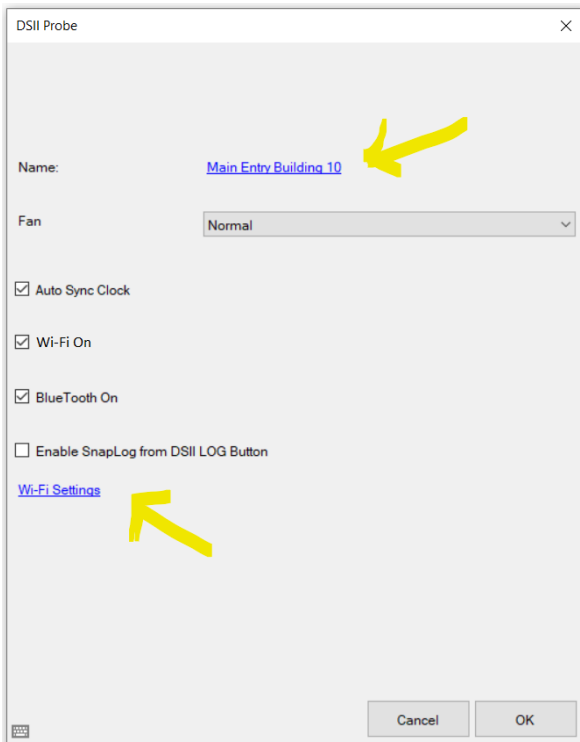 DSII Probe
Name:
Main Entry Building 10
Fan
Normal
Auto Sync Clock
Wi-Fi On
BlueTooth On
Enable SnapLog from DSII LOG Button
Wi-Fi Settings
Cancel
OK